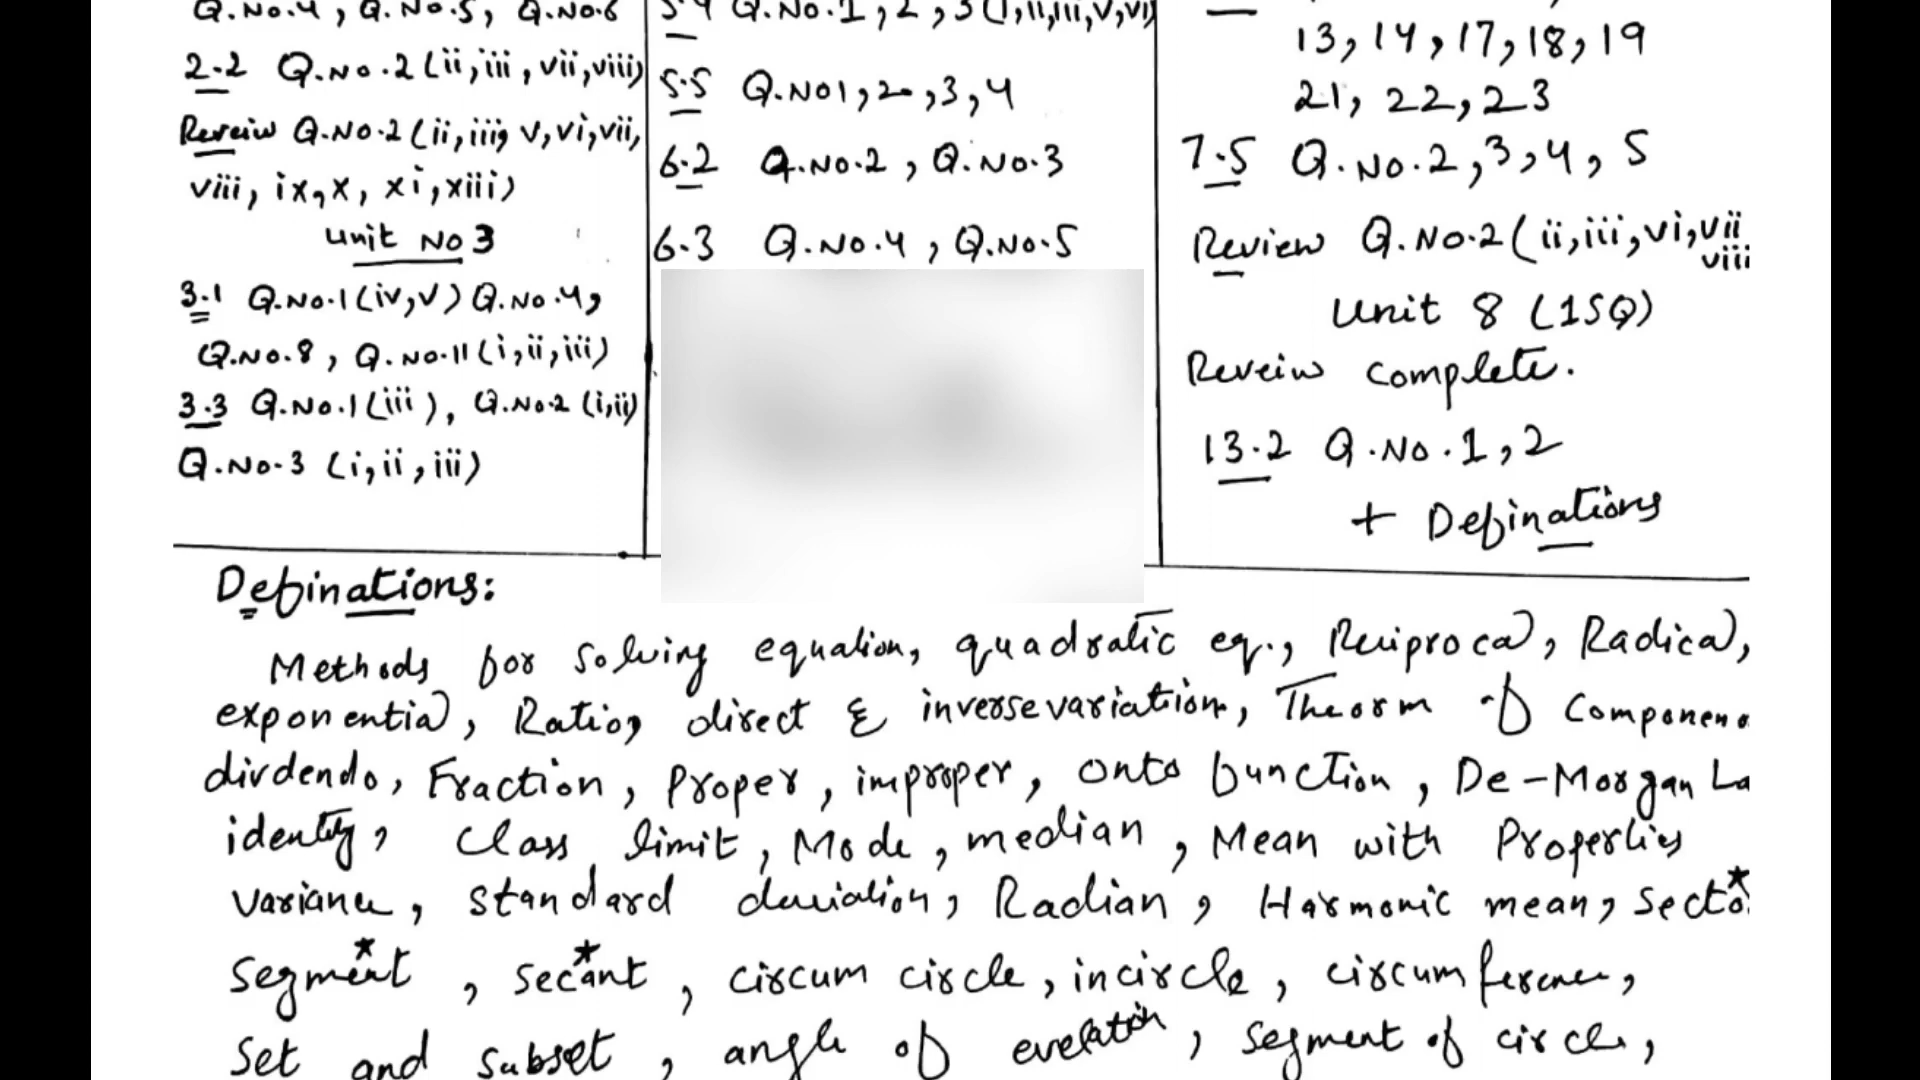 Q.No.4, Q.No.5, Q.No.6
2.2 Q.No.2(ii,iii,vii,viii)
Reveiw Q.No.2(ii,iii, v,vi,vii,
viii, ix,x, xi,xiii)
Unit No 3
3.1 Q.No.1(iv,v) Q.No.4,
Q.No.8, Q.No.11(i,ii,iii)
3.3 Q.No.1(iii), Q.No.2(i,ii)
Q.No.3 (i,ii,iii)
5.4 Q.No.1,2,3(i,ii,iii,v,vi)
5.5 Q.No1,2,3,4
6.2 Q.No.2, Q.No.3
6.3 Q.No.4, Q.No.5
13,14,17,18,19
21, 22,23
7.5 Q.No.2,3,4,5
Review Q.No.2(ii,iii,vi,vii
viii
Unit 8 (1SQ)
Reveiw complete.
13.2 Q.No.1,2
+ Definations
Definations:
Methods for solving equation, quadratic eq., Reciprocal, Radical,
exponential, Ratio, direct & inverse variation, Theorm of Componeno
divdendo, Fraction, Proper, improper, onto function, De-Morgan La
identity, Class limit, Mode, median, Mean with Properties
variance, standard deviation, Radian, Harmonic mean, Secto
segment, secant, circum circle, incircle, circumference,
Set and subset, angle of evelation, segment of circle,